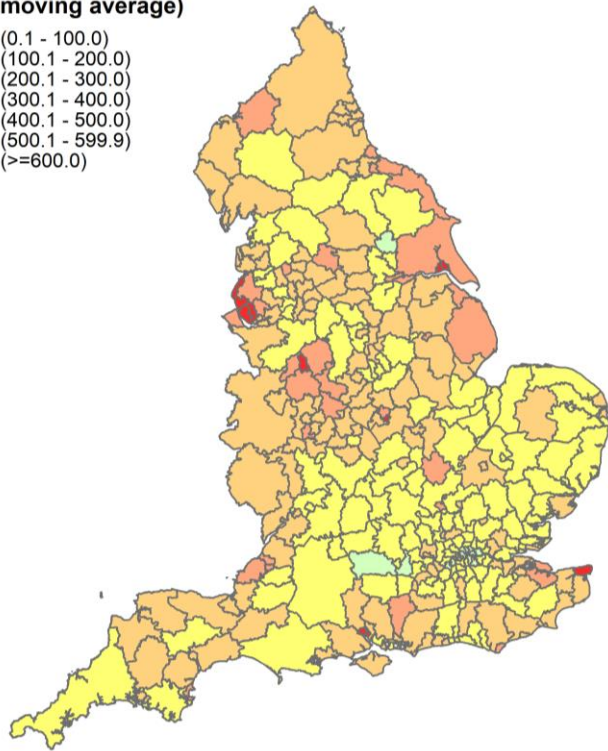 moving average)
(0.1 - 100.0)
(100.1 - 200.0)
(200.1 - 300.0)
(300.1 - 400.0)
(400.1 - 500.0)
(500.1 - 599.9)
(>=600.0)